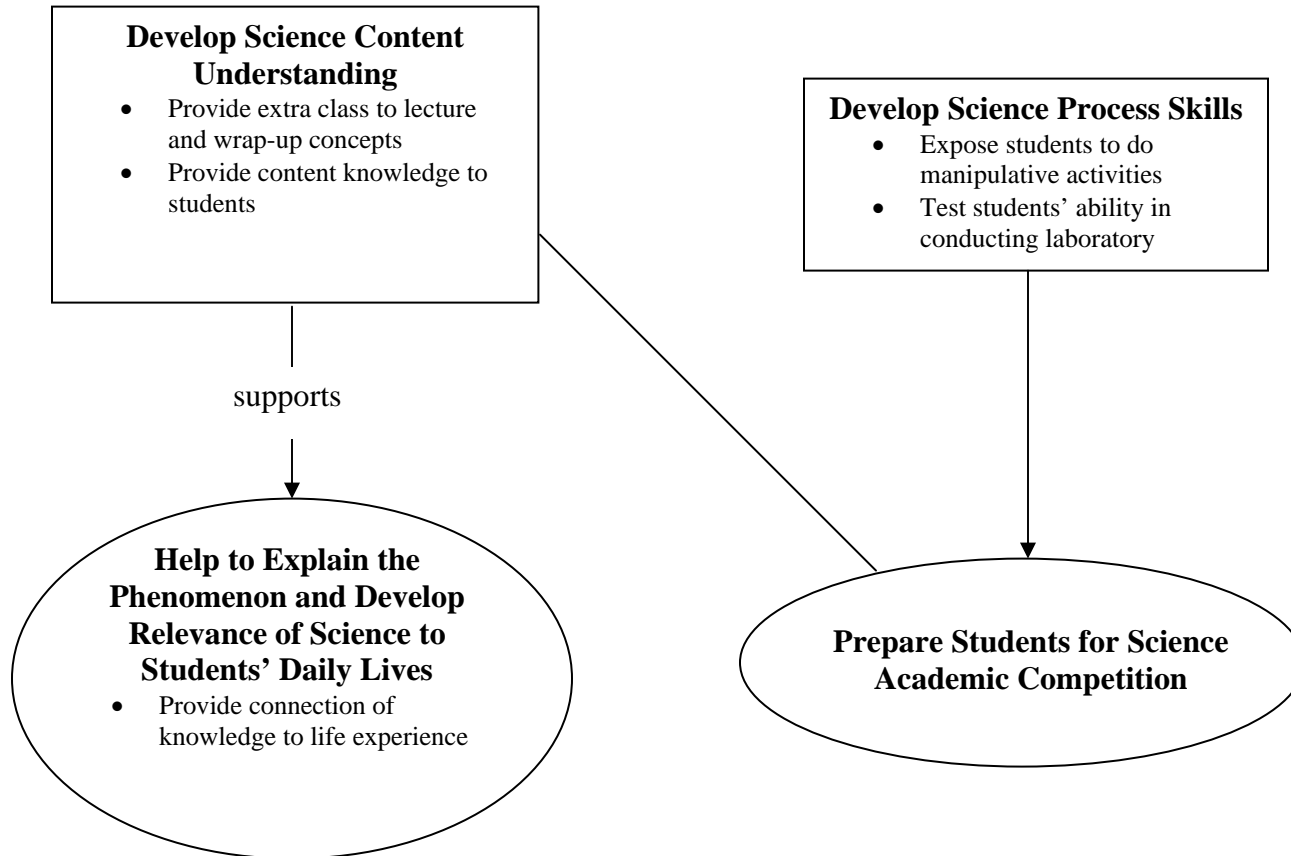 Develop Science Content
Understanding
• Provide extra class to lecture
and wrap-up concepts
• Provide content knowledge to
students
Develop Science Process Skills
• Expose students to do
manipulative activities
• Test students’ ability in
conducting laboratory
supports
Help to Explain the
Phenomenon and Develop
Relevance of Science to
Students’ Daily Lives
• Provide connection of
knowledge to life experience
Prepare Students for Science
Academic Competition